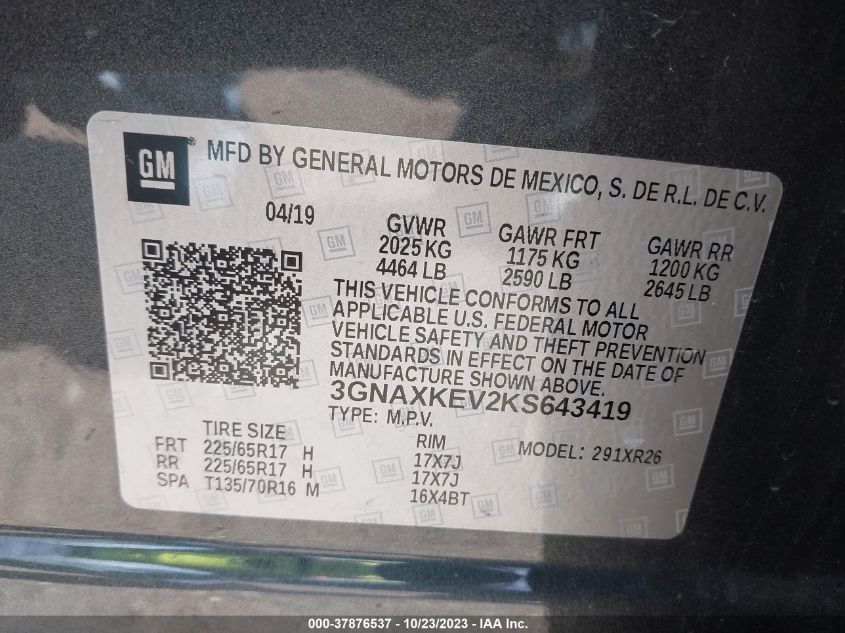 GM ® MFD BY GENERAL MOTORS DE MEXICO, S. DE R.L. DE C.V.
04/19
GVWR GAWR FRT GAWR RR
2025 KG 1175 KG 1200 KG
4464 LB 2590 LB 2645 LB
THIS VEHICLE CONFORMS TO ALL
APPLICABLE U.S. FEDERAL MOTOR
VEHICLE SAFETY AND THEFT PREVENTION
STANDARDS IN EFFECT ON THE DATE OF
MANUFACTURE SHOWN ABOVE.
3GNAXKEV2KS643419
TYPE: M.P.V.
TIRE SIZE RIM MODEL: 291XR26
FRT 225/65R17 H 17X7J
RR 225/65R17 H 17X7J
SPA T135/70R16 M 16X4BT
000-37876537 - 10/23/2023 - IAA Inc.